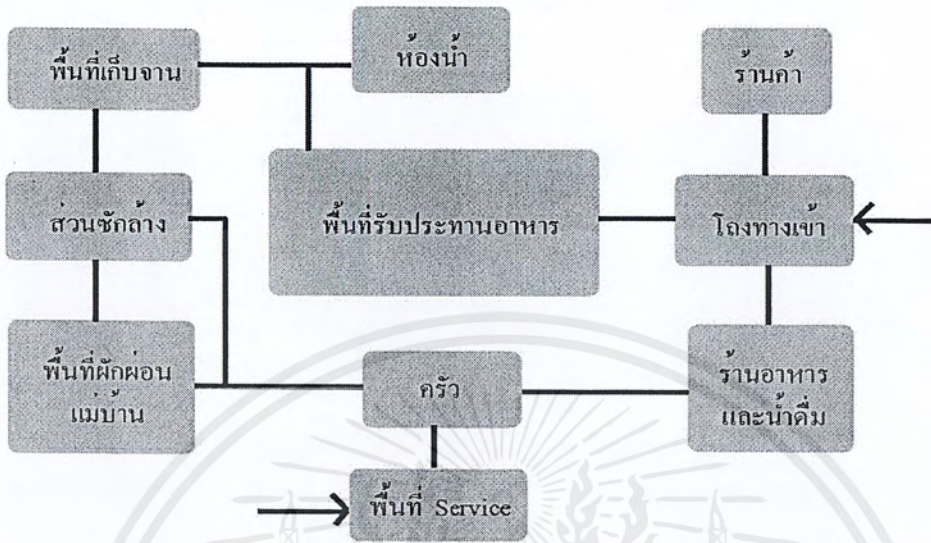 พื้นที่เก็บจาน
ห้องน้ำ
ร้านค้า
ส่วนซักล้าง
พื้นที่รับประทานอาหาร
โถงทางเข้า
พื้นที่ผักผ่อน
แม่บ้าน
ครัว
ร้านอาหาร
และน้ำดื่ม
พื้นที่ Service